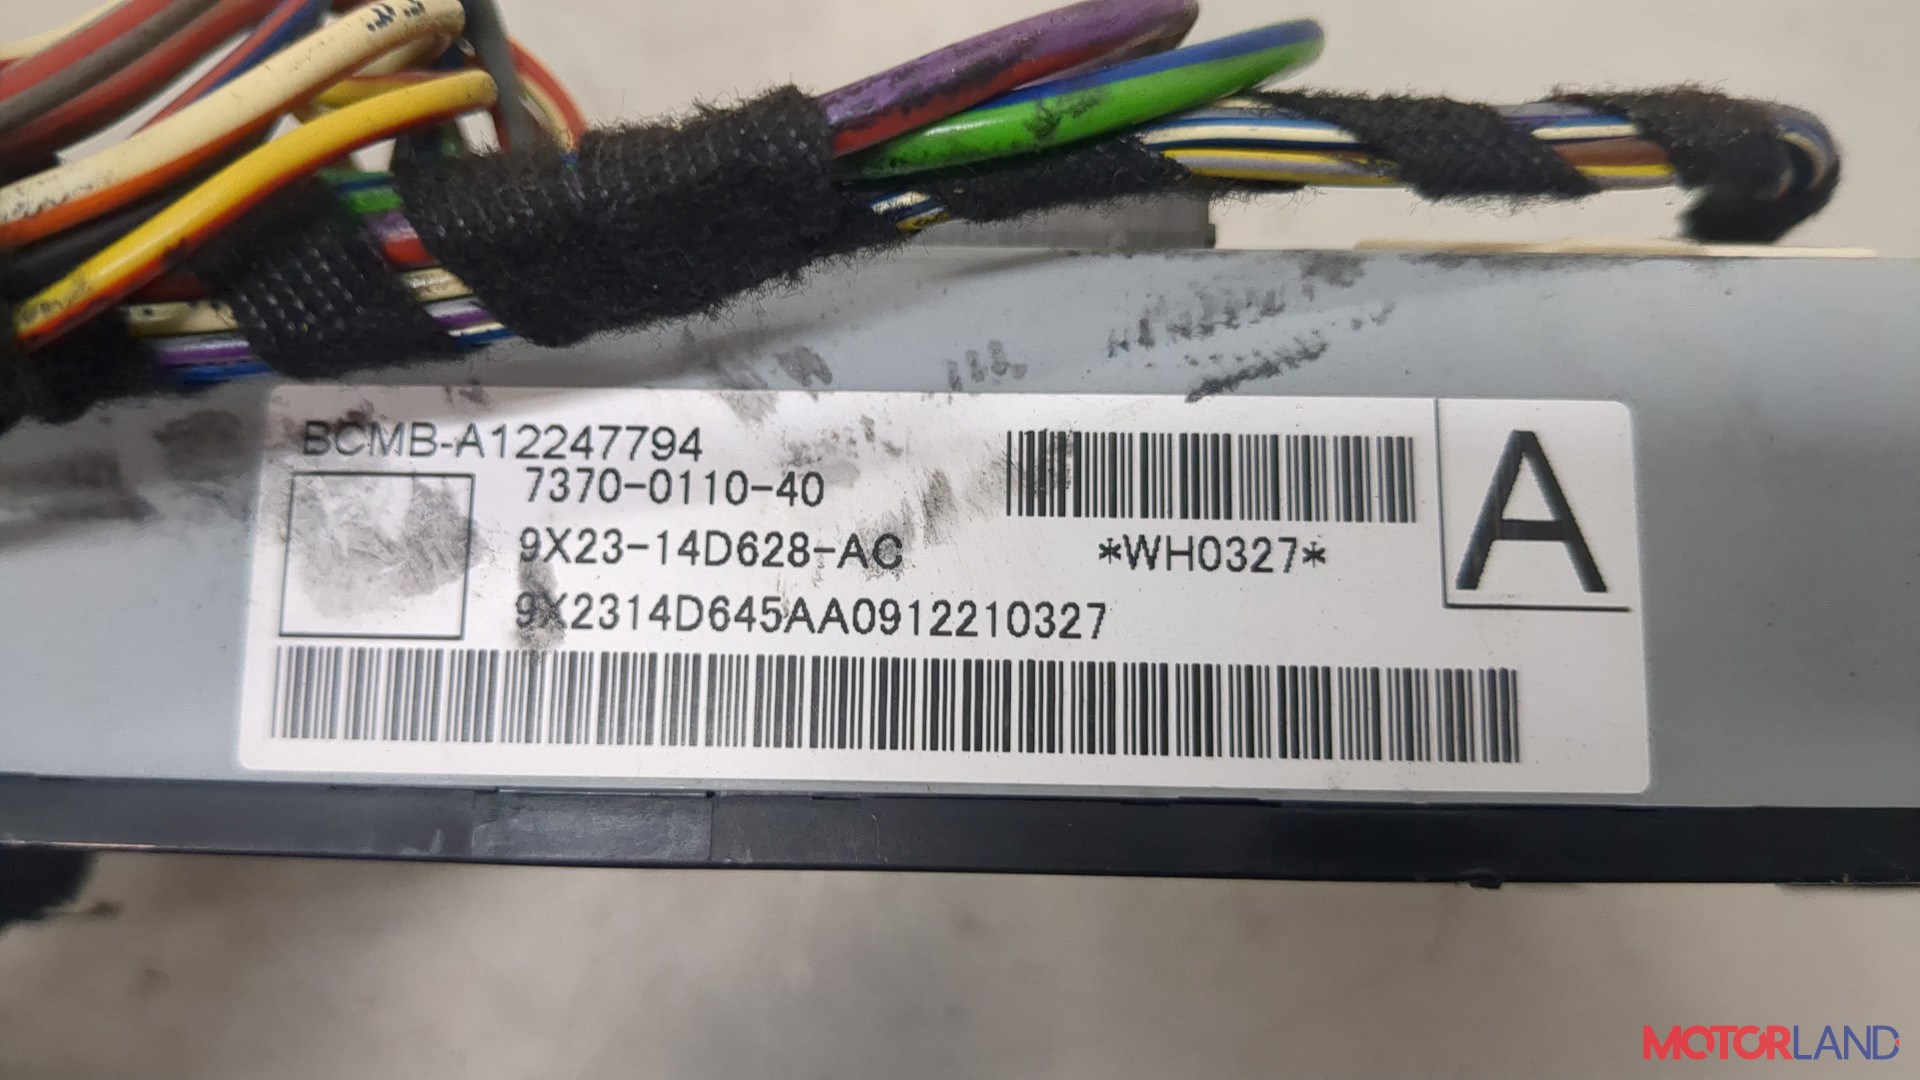 BCMB-A12247794
7370-0110-40
9X23-14D628-AC
*WH0327*
A
9X2314D645AA0912210327
MOTORLAND